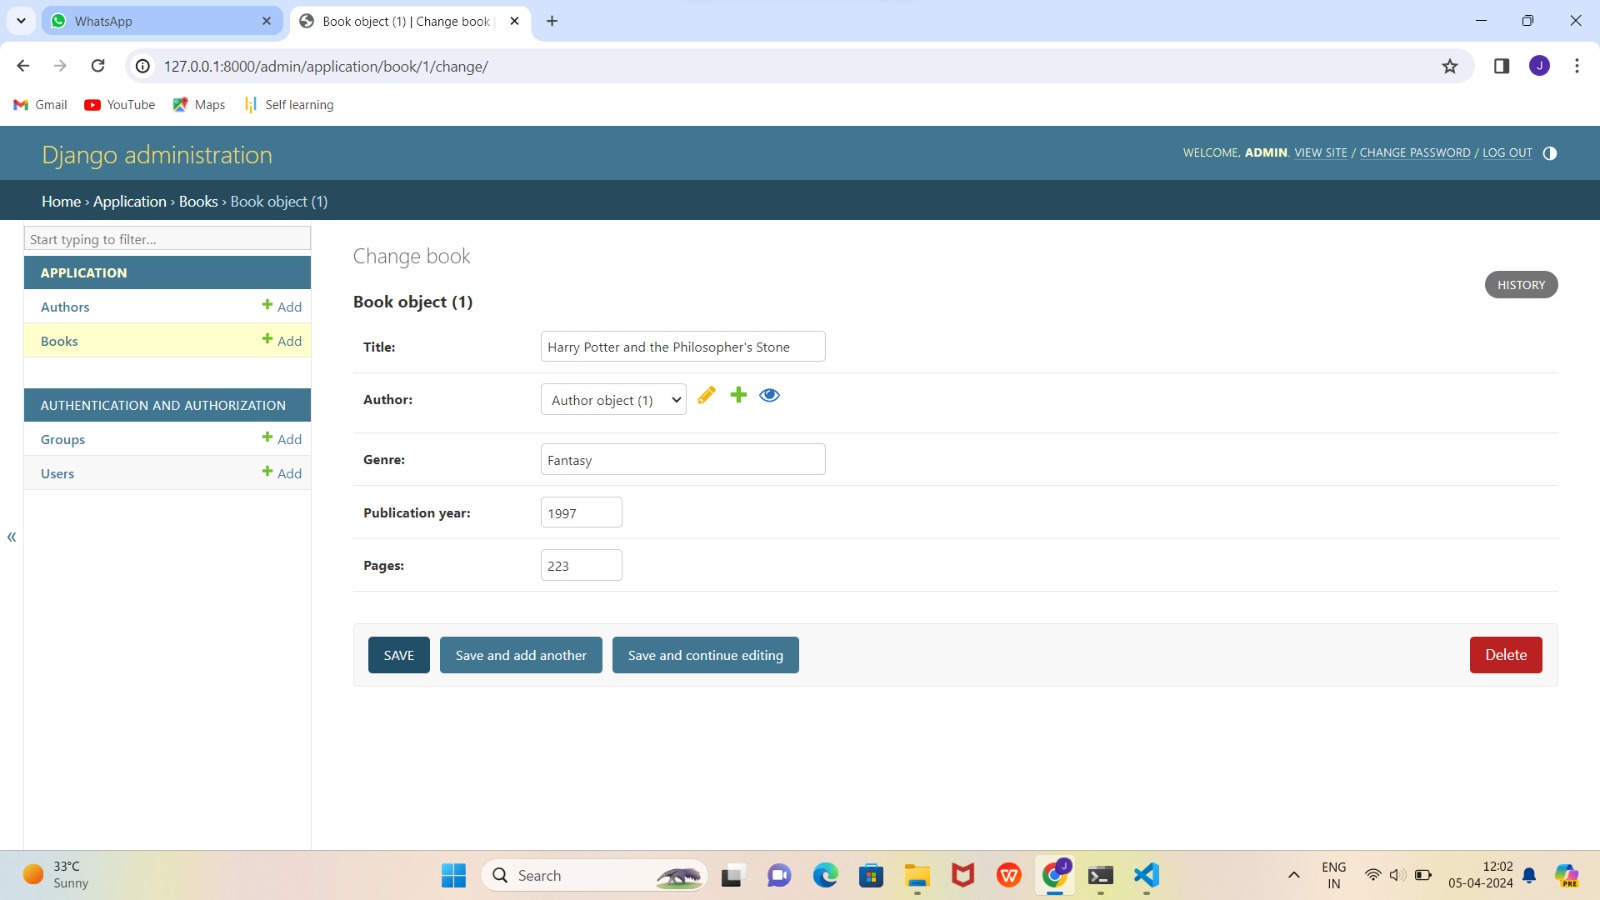 WhatsApp
Book object (1) | Change book
127.0.0.1:8000/admin/application/book/1/change/
J
Gmail
YouTube
Maps
Self learning
Django administration
WELCOME, ADMIN. VIEW SITE / CHANGE PASSWORD / LOG OUT
Home › Application › Books › Book object (1)
Start typing to filter...
APPLICATION
Authors + Add
Books + Add
AUTHENTICATION AND AUTHORIZATION
Groups + Add
Users + Add
«
Change book
HISTORY
Book object (1)
Title: Harry Potter and the Philosopher's Stone
Author: Author object (1)
Genre: Fantasy
Publication year: 1997
Pages: 223
SAVE
Save and add another
Save and continue editing
Delete
33°C
Sunny
Search
J
ENG
IN
12:02
05-04-2024
PRE